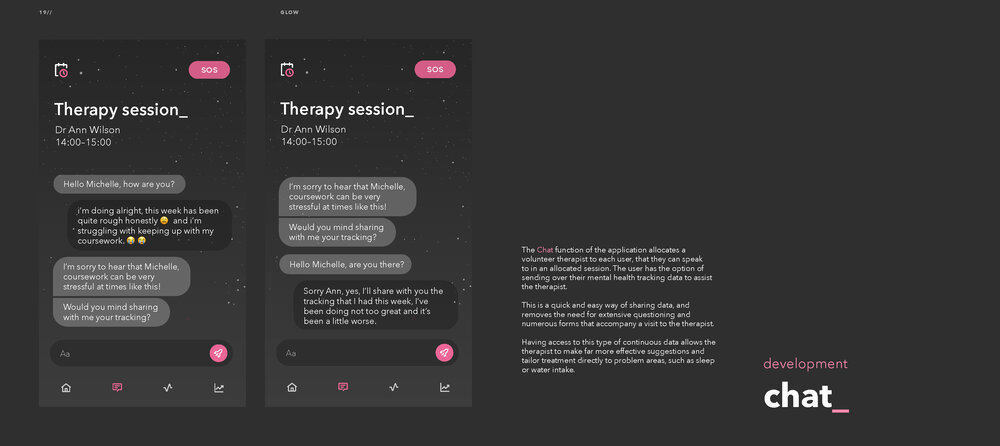 19//
GLOW
SOS
Therapy session_
Dr Ann Wilson
14:00–15:00
Hello Michelle, how are you?
i'm doing alright, this week has been
quite rough honestly 😩 and i'm
struggling with keeping up with my
coursework. 😭 😪
I'm sorry to hear that Michelle,
coursework can be very
stressful at times like this!
Would you mind sharing
with me your tracking?
Aa
SOS
Therapy session_
Dr Ann Wilson
14:00–15:00
I'm sorry to hear that Michelle,
coursework can be very
stressful at times like this!
Would you mind sharing
with me your tracking?
Hello Michelle, are you there?
Sorry Ann, yes, I'll share with you the
tracking that I had this week, I've
been doing not too great and it's
been a little worse.
Aa
The Chat function of the application allocates a
volunteer therapist to each user, that they can speak
to in an allocated session. The user has the option of
sending over their mental health tracking data to assist
the therapist.
This is a quick and easy way of sharing data, and
removes the need for extensive questioning and
numerous forms that accompany a visit to the therapist.
Having access to this type of continuous data allows the
therapist to make far more effective suggestions and
tailor treatment directly to problem areas, such as sleep
or water intake.
development
chat_